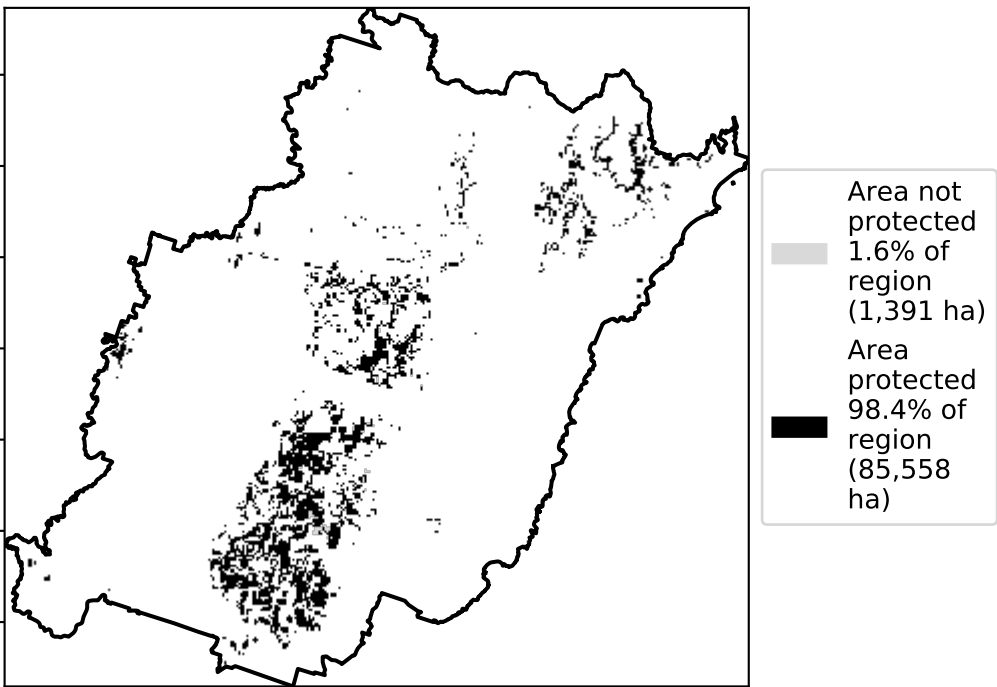 Area not
protected
1.6% of
region
(1,391 ha)
Area
protected
98.4% of
region
(85,558
ha)